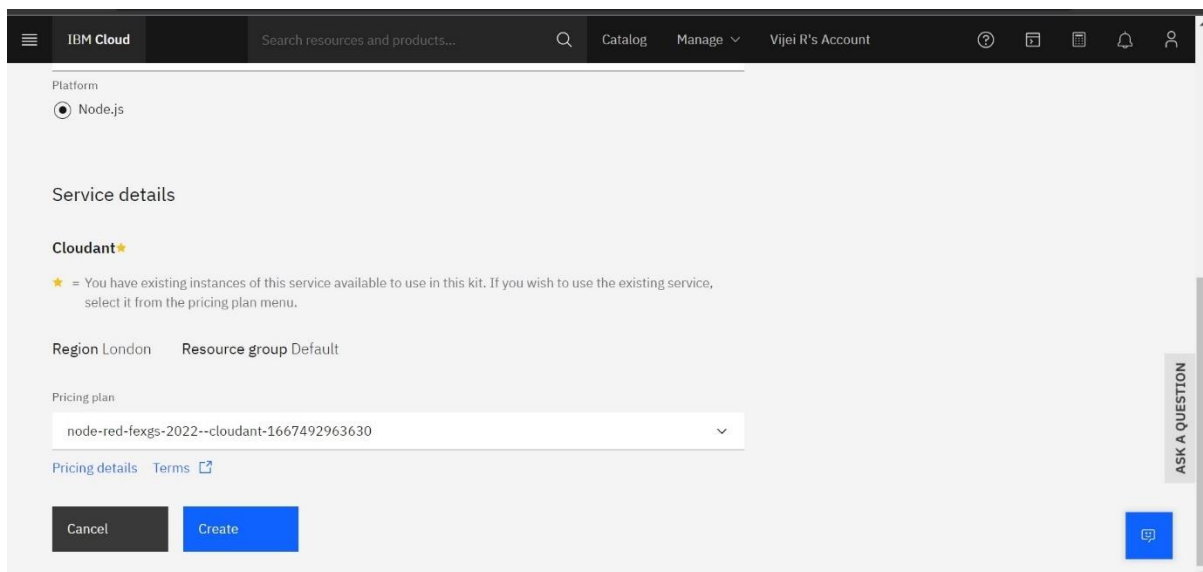 IBM Cloud Search resources and products... Catalog Manage Vijei R's Account
Platform
Node.js
Service details
Cloudant
= You have existing instances of this service available to use in this kit. If you wish to use the existing service,
select it from the pricing plan menu.
Region London Resource group Default
Pricing plan
node-red-fexgs-2022--cloudant-1667492963630
Pricing details Terms
Cancel Create
ASK A QUESTION